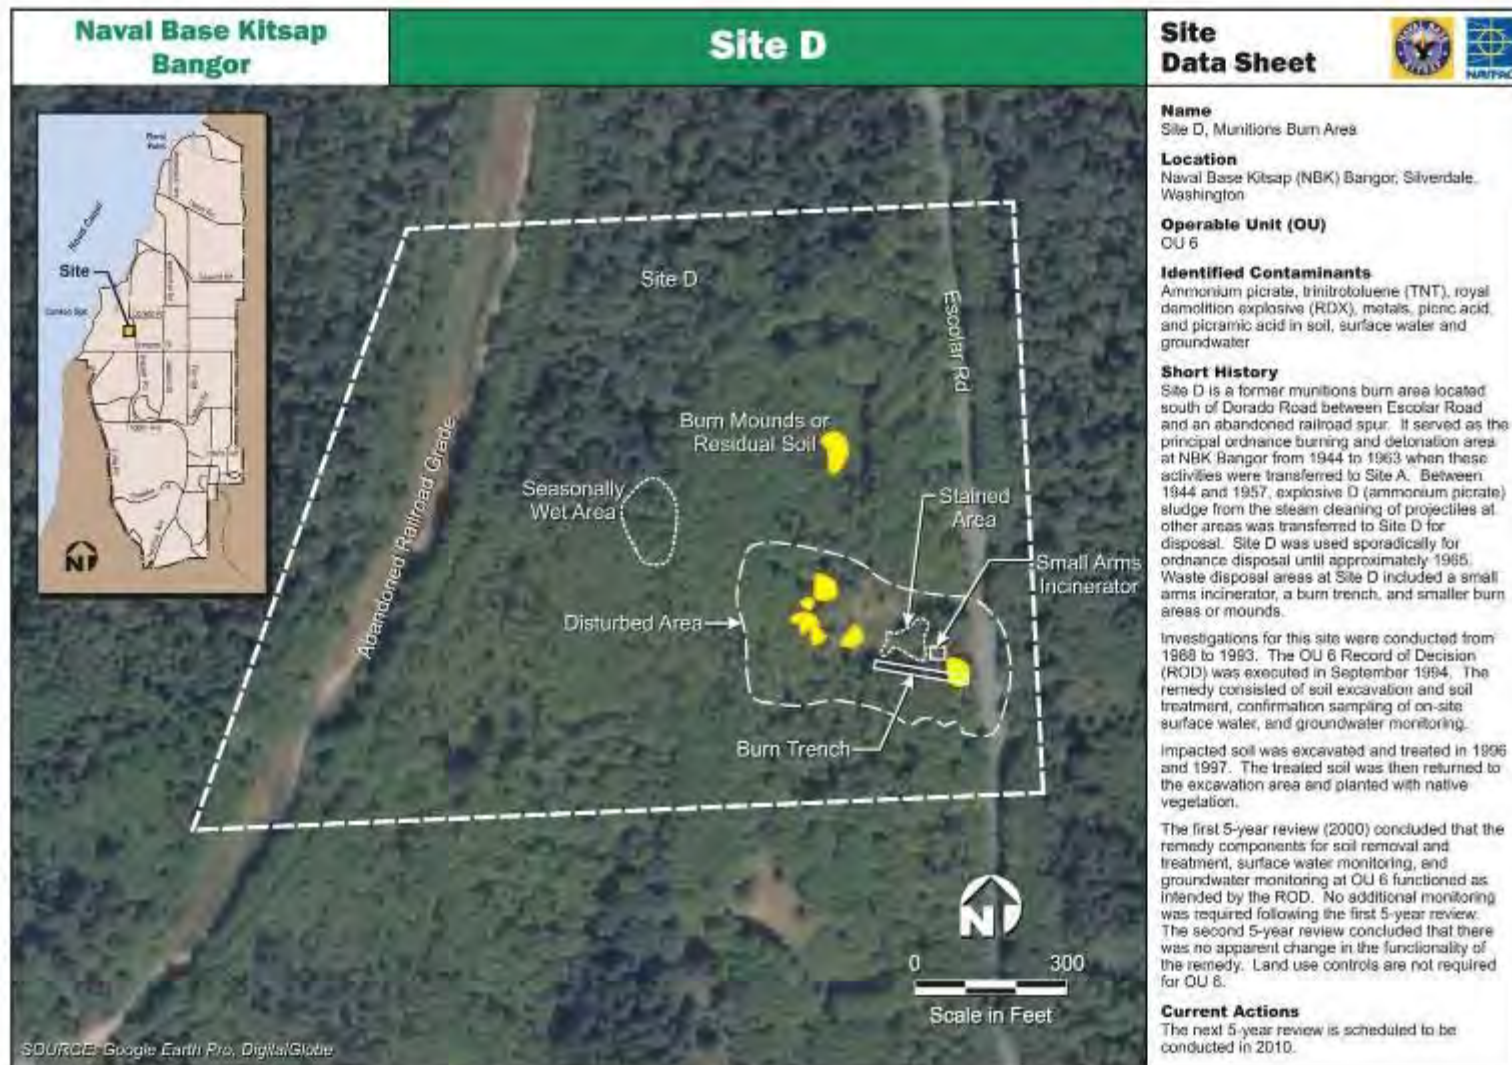 Naval Base Kitsap
Bangor
Site D
Site
Data Sheet
Site
Site D
Escolar Rd
Abandoned Railroad Grade
Burn Mounds or
Residual Soil
Seasonally
Wet Area
Stained
Area
Small Arms
Incinerator
Disturbed Area
Burn Trench
N
N
0 300
Scale in Feet
SOURCE: Google Earth Pro, DigitalGlobe
Name
Site D, Munitions Burn Area
Location
Naval Base Kitsap (NBK) Bangor, Silverdale,
Washington
Operable Unit (OU)
OU 6
Identified Contaminants
Ammonium picrate, trinitrotoluene (TNT), royal
demolition explosive (RDX), metals, picric acid,
and picramic acid in soil, surface water and
groundwater
Short History
Site D is a former munitions burn area located
south of Dorado Road between Escolar Road
and an abandoned railroad spur. It served as the
principal ordnance burning and detonation area
at NBK Bangor from 1944 to 1963 when these
activities were transferred to Site A. Between
1944 and 1957, explosive D (ammonium picrate)
sludge from the steam cleaning of projectiles at
other areas was transferred to Site D for
disposal. Site D was used sporadically for
ordnance disposal until approximately 1965.
Waste disposal areas at Site D included a small
arms incinerator, a burn trench, and smaller burn
areas or mounds.
Investigations for this site were conducted from
1988 to 1993. The OU 6 Record of Decision
(ROD) was executed in September 1994. The
remedy consisted of soil excavation and soil
treatment, confirmation sampling of on-site
surface water, and groundwater monitoring.
Impacted soil was excavated and treated in 1996
and 1997. The treated soil was then returned to
the excavation area and planted with native
vegetation.
The first 5-year review (2000) concluded that the
remedy components for soil removal and
treatment, surface water monitoring, and
groundwater monitoring at OU 6 functioned as
intended by the ROD. No additional monitoring
was required following the first 5-year review.
The second 5-year review concluded that there
was no apparent change in the functionality of
the remedy. Land use controls are not required
for OU 6.
Current Actions
The next 5-year review is scheduled to be
conducted in 2010.